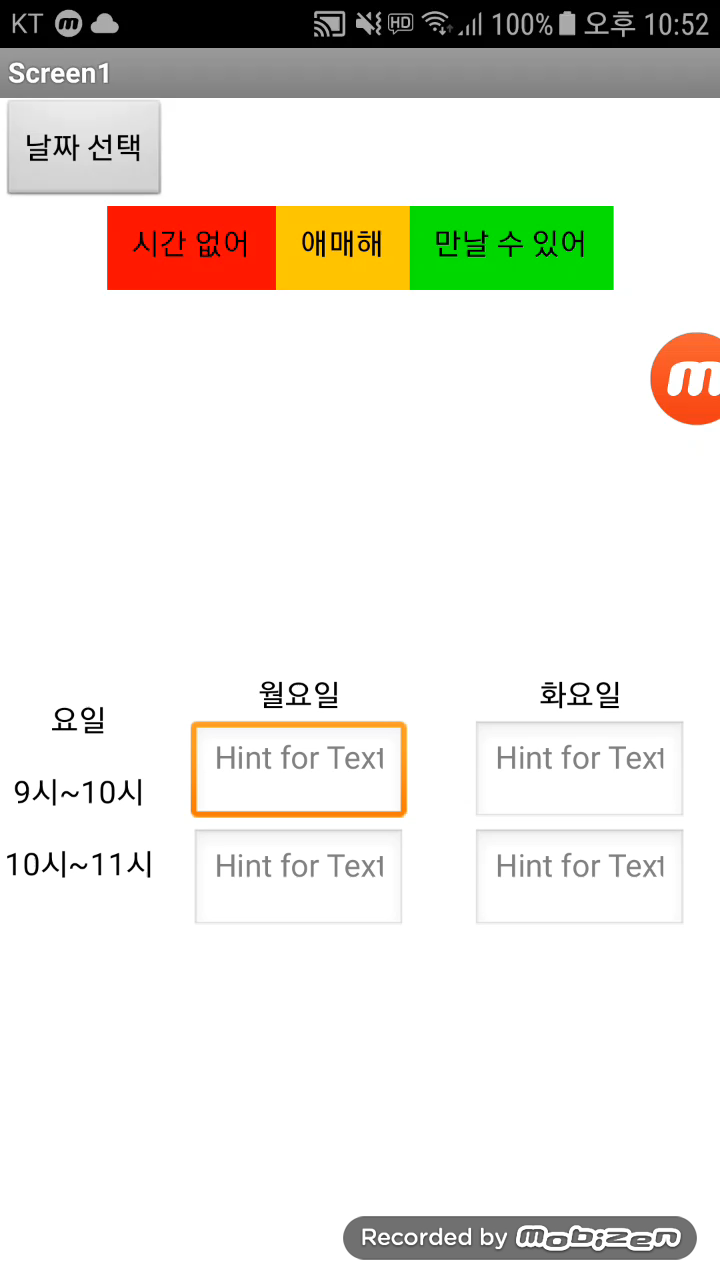 KT HD 100% 오후 10:52
Screen1
날짜 선택
시간 없어 애매해 만날 수 있어
m
요일 월요일 화요일
9시~10시 Hint for Text Hint for Text
10시~11시 Hint for Text Hint for Text
Recorded by mobizen